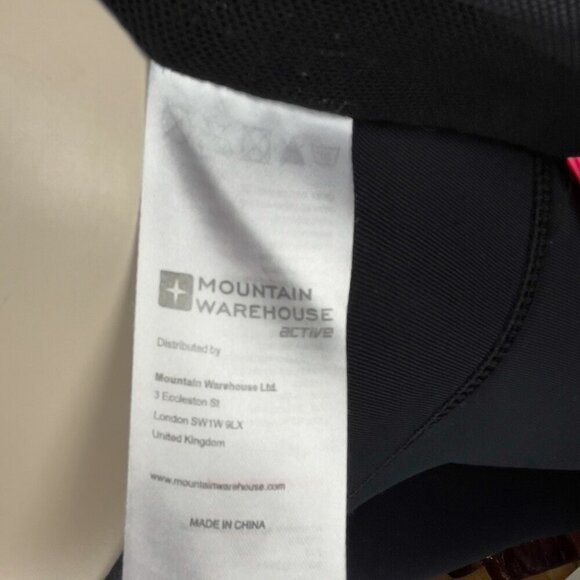 MOUNTAIN
WAREHOUSE
ACTIVE
Distributed by
Mountain Warehouse Ltd.
3 Eccleston St
London SW1W 9LX
United Kingdom
www.mountainwarehouse.com
MADE IN CHINA